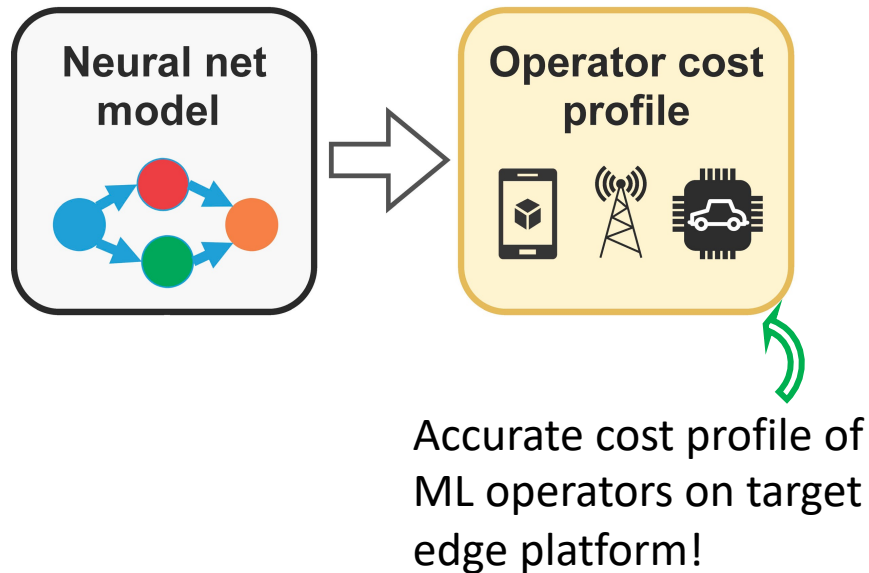 Neural net
model
Operator cost
profile
Accurate cost profile of
ML operators on target
edge platform!